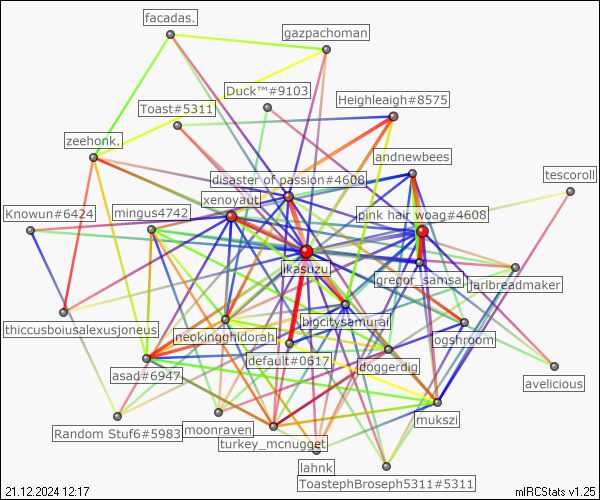 facadas.
gazpachoman
Duck™#9103
Heighleaigh#8575
Toast#5311
zeehonk.
andnewbees
tescoroll
disaster of passion#4608
xenoyaut
Knowun#6424
mingus4742
pink hair woag#4608
ikasuzu
gregor_samsa
jarlbreadmaker
thiccusboiusalexusjoneus
neokingghidorah
bigcitysamurai
ogshroom
default#0617
doggerdig
asad#6947
avelicious
Random Stuf6#5983
moonraven
turkey_mcnugget
mukszi
lahnk
ToastephBroseph5311#5311
21.12.2024 12:17
mIRCStats v1.25